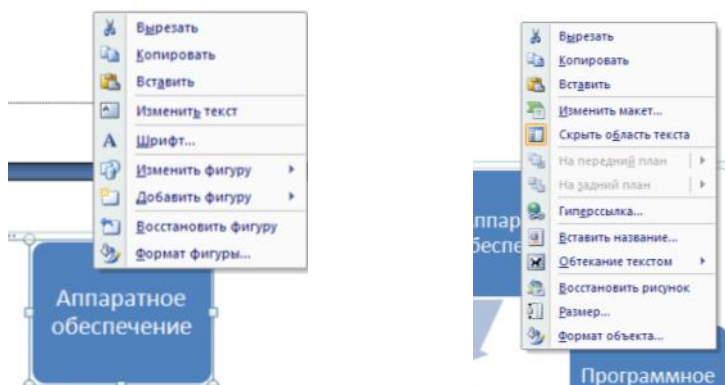 Вырезать
Копировать
Вставить
Изменить текст
Шрифт...
Изменить фигуру
Добавить фигуру
Восстановить фигуру
Формат фигуры...
Аппаратное
обеспечение
Вырезать
Копировать
Вставить
Изменить макет...
Скрыть область текста
На передний план
На задний план
Гиперссылка...
Вставить название...
Обтекание текстом
Восстановить рисунок
Размер...
Формат объекта...
Программное